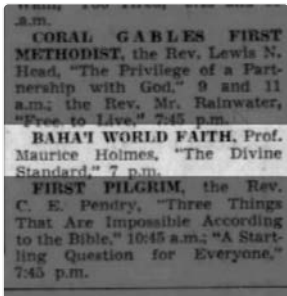 a.m.
CORAL GABLES FIRST
METHODIST, the Rev. Lewis N.
Head, "The Privilege of a Part-
nership with God," 9 and 11
a.m.; the Rev. Mr. Rainwater,
"Free to Live," 7:45 p.m.
BAHA'I WORLD FAITH, Prof.
Maurice Holmes, "The Divine
Standard," 7 p.m.
FIRST PILGRIM, the Rev.
C. E. Pendry, "Three Things
That Are Impossible According
to the Bible," 10:45 a.m.; "A Start-
ling Question for Everyone,"
7:45 p.m.